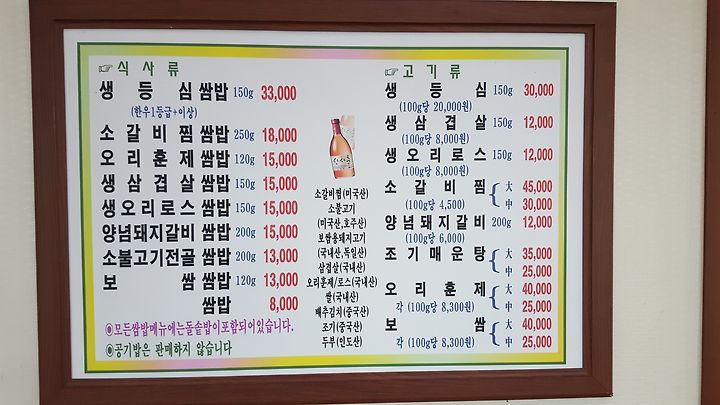 ☞식 사 류
생 등 심 쌈밥 150g 33,000
(한우1등급+이상)
소 갈 비 찜 쌈밥 250g 18,000
오 리 훈 제 쌈밥 120g 15,000
생 삼 겹 살 쌈밥 150g 15,000
생 오 리 로 스 쌈밥 150g 15,000
양념돼지갈비 쌈밥 200g 15,000
소불고기전골 쌈밥 200g 13,000
보 쌈 쌈밥 120g 13,000
쌈밥 8,000
◉모든쌈밥메뉴에는돌솥밥이포함되어있습니다.
◉공기밥은 판매하지 않습니다
소갈비찜(미국산)
소불고기
(미국산,호주산)
보쌈용돼지고기
(국내산,독일산)
삼겹살(국내산)
오리훈제/로스(국내산)
쌀(국내산)
배추김치(중국산)
조기(중국산)
두부(인도산)
☞고 기 류
생 등 심 150g 30,000
(100g당 20,000원)
생 삼 겹 살 150g 12,000
(100g당 8,000원)
생오리로스 150g 12,000
(100g당 8,000원)
소 갈 비 찜 大 45,000
(100g당 4,500) 中 30,000
양념돼지갈비 200g 12,000
(100g당 6,000)
조 기 매 운 탕 大 35,000
中 25,000
오 리 훈 제 大 40,000
각 (100g당 8,300원) 中 25,000
보 쌈 大 40,000
각 (100g당 8,300원) 中 25,000